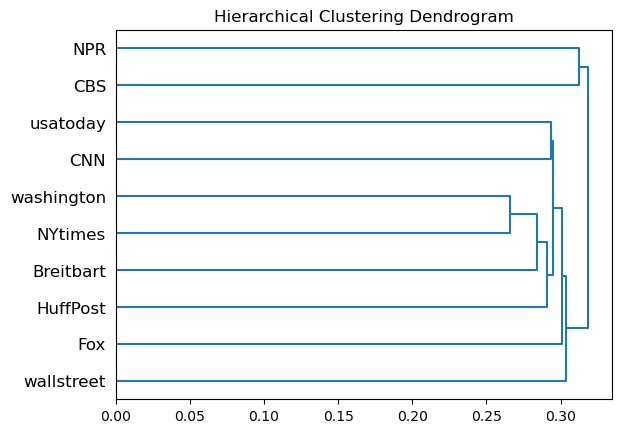 Hierarchical Clustering Dendrogram
NPR
CBS
usatoday
CNN
washington
NYtimes
Breitbart
HuffPost
Fox
wallstreet
0.00 0.05 0.10 0.15 0.20 0.25 0.30